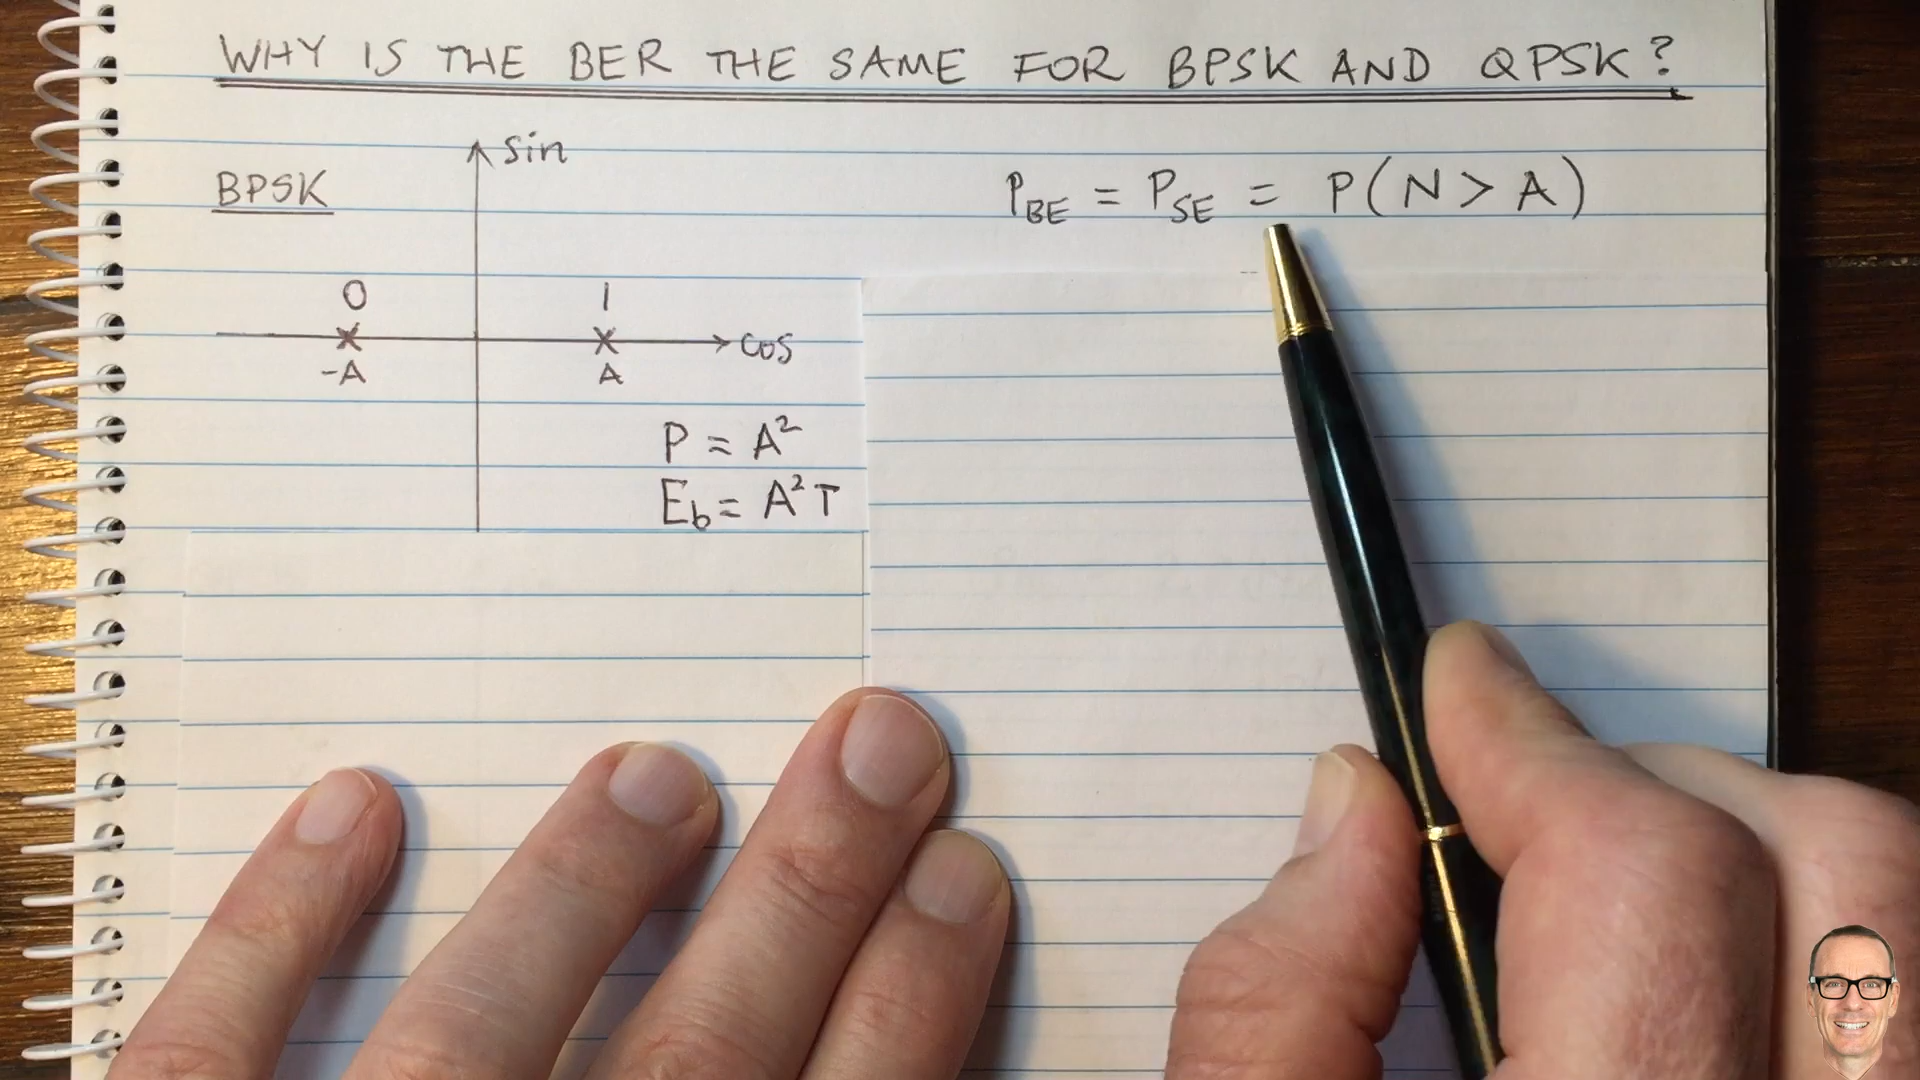 WHY IS THE BER THE SAME FOR BPSK AND QPSK?
sin
BPSK
P_BE = P_SE = P(N > A)
0 1
cos
-A A
P = A²
E_b = A²T